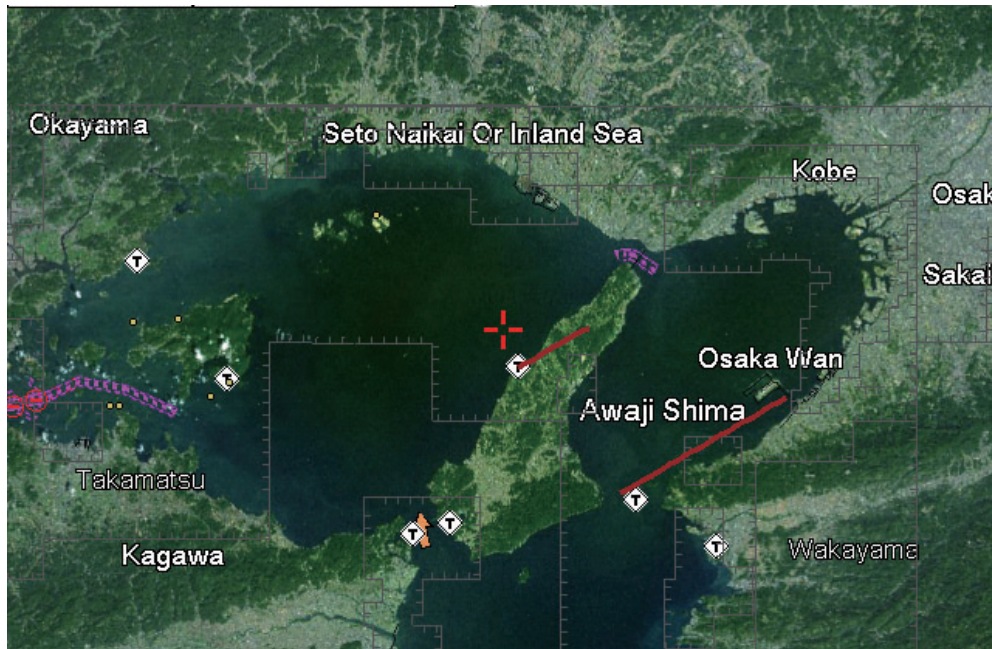 Okayama
Seto Naikai Or Inland Sea
Kobe
Osak
T
Sakai
Osaka Wan
T
T
Awaji Shima
Takamatsu
T
T
T
Kagawa
T
Wakayama